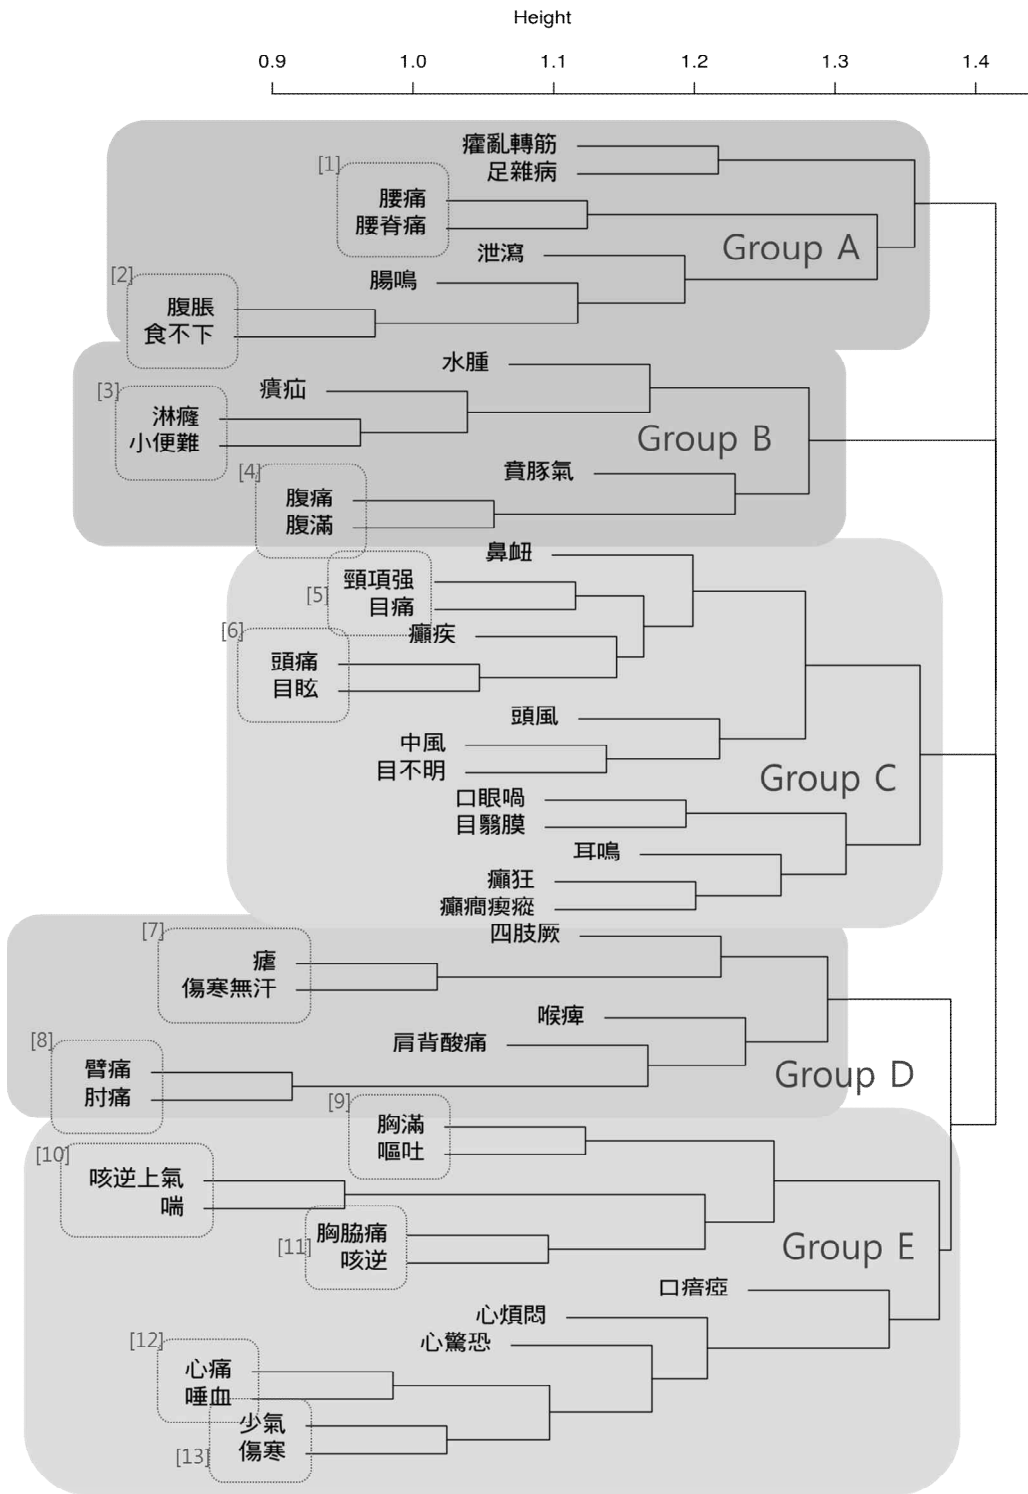 Height
0.9 1.0 1.1 1.2 1.3 1.4
癨亂轉筋
足雜病
[1]
腰痛
腰脊痛
Group A
泄瀉
腸鳴
[2]
腹脹
食不下
水腫
[3]
㿉疝
淋癃
小便難
Group B
賁豚氣
[4]
腹痛
腹滿
鼻衄
[5]
頸項强
目痛
[6]
癲疾
頭痛
目眩
頭風
中風
目不明
Group C
口眼喎
目翳膜
耳鳴
癲狂
癲癎瘈瘲
[7]
四肢厥
瘧
傷寒無汗
喉痺
[8]
肩背酸痛
臂痛
肘痛
Group D
[9]
胸滿
嘔吐
[10]
咳逆上氣
喘
[11]
胸脇痛
咳逆
Group E
口瘖瘂
心煩悶
心驚恐
[12]
心痛
唾血
少氣
傷寒
[13]